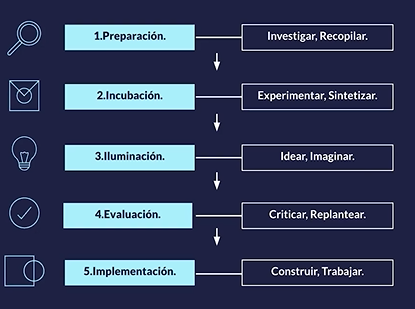 1.Preparación.
Investigar, Recopilar.
2.Incubación.
Experimentar, Sintetizar.
3.Iluminación.
Idear, Imaginar.
4.Evaluación.
Criticar, Replantear.
5.Implementación.
Construir, Trabajar.